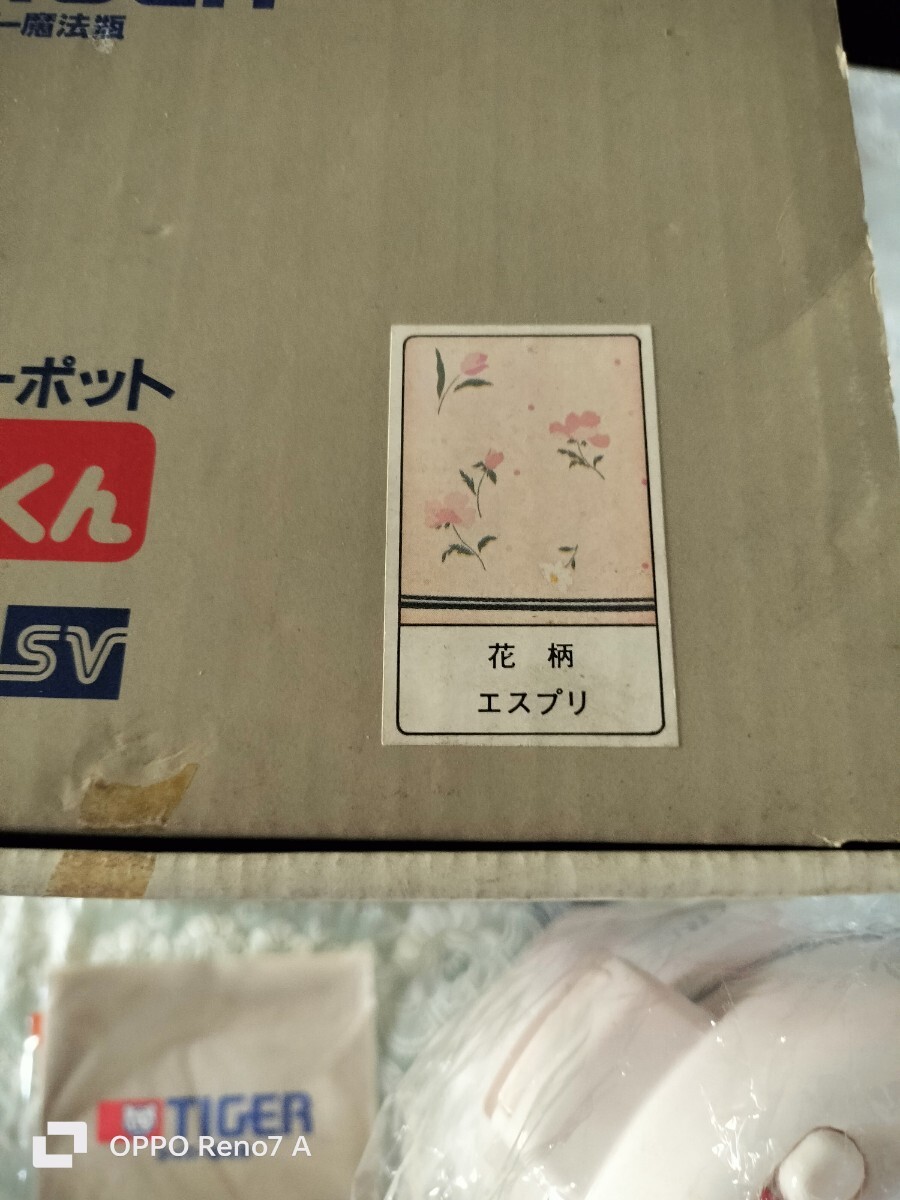 ー魔法瓶
ーポット
くん
SV
花 柄
エスプリ
TIGER
OPPO Reno7 A